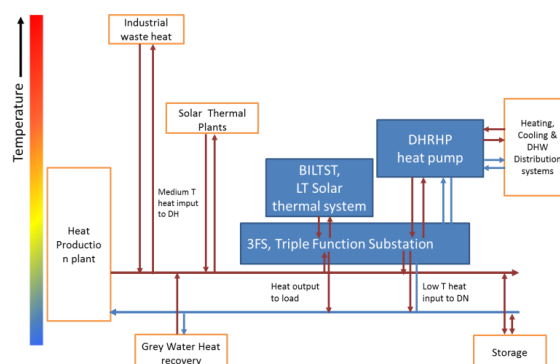 Temperature
Industrial
waste heat
Solar Thermal
Plants
Medium T
heat input
to DH
Heat
Productio
n plant
BILTST,
LT Solar
thermal system
DHRHP
heat pump
Heating,
Cooling &
DHW
Distribution
systems
3FS, Triple Function Substation
Heat output
to load
Low T heat
input to DN
Grey Water Heat
recovery
Storage